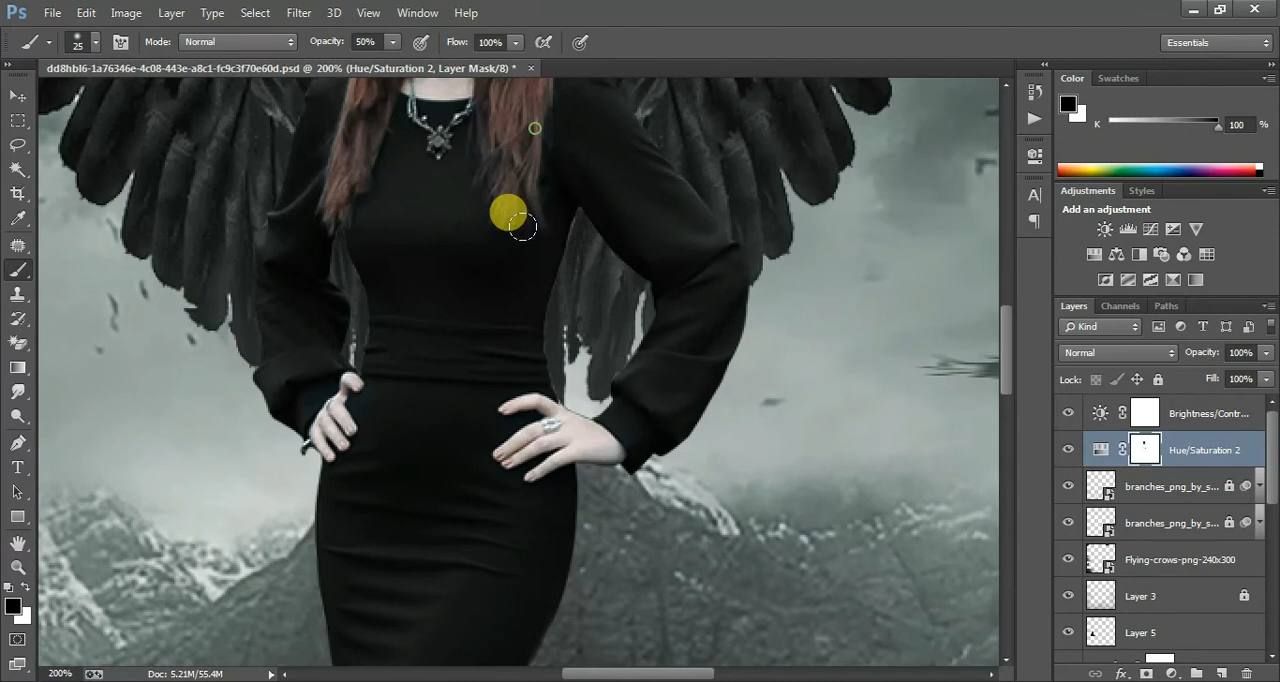 Ps File Edit Image Layer Type Select Filter 3D View Window Help
25 Mode: Normal Opacity: 50% Flow: 100% Essentials
dd8hbl6-1a76346e-4c08-443e-a8c1-fc9c3f70e60d.psd @ 200% (Hue/Saturation 2, Layer Mask/8) * ×
Color Swatches
K 100 %
Adjustments Styles
Add an adjustment
Layers Channels Paths
Kind
Normal Opacity: 100%
Lock: Fill: 100%
Brightness/Contr...
Hue/Saturation 2
branches_png_by_s...
branches_png_by_s...
Flying-crows-png-240x300
Layer 3
Layer 5
200% Doc: 5.21M/55.4M